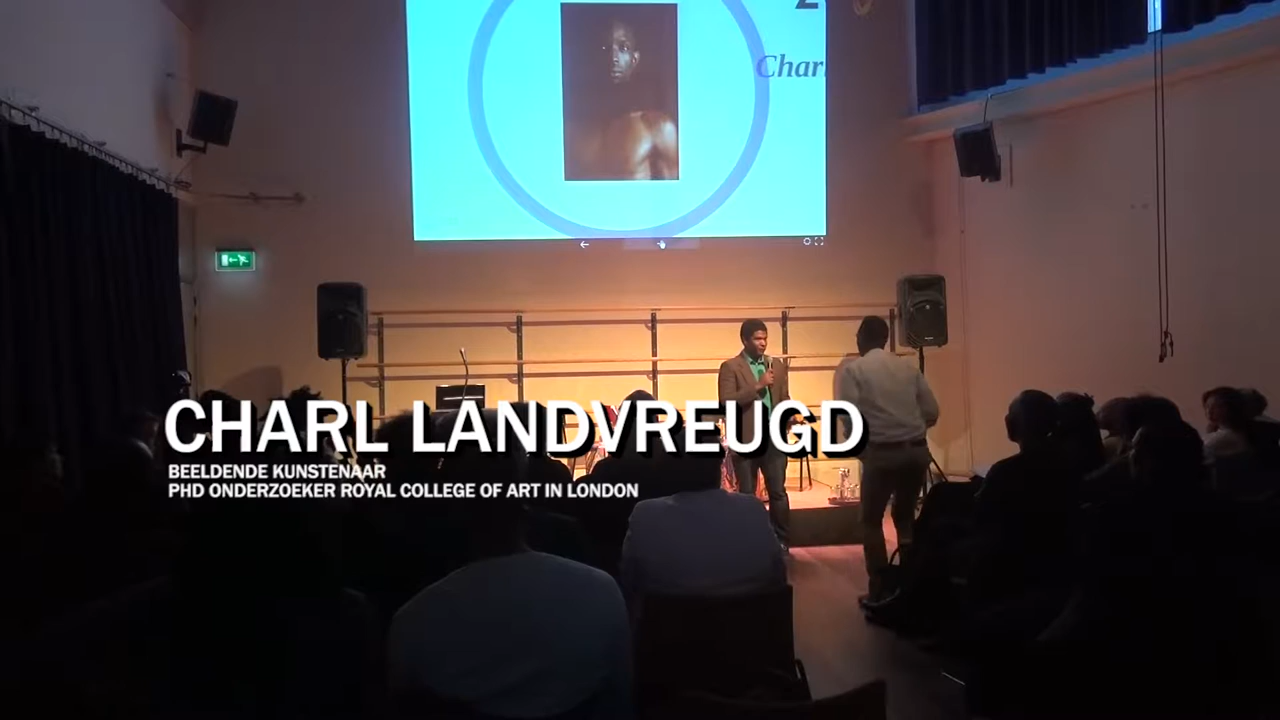 Char
CHARL LANDVREUGD
BEELDENDE KUNSTENAAR
PHD ONDERZOEKER ROYAL COLLEGE OF ART IN LONDON